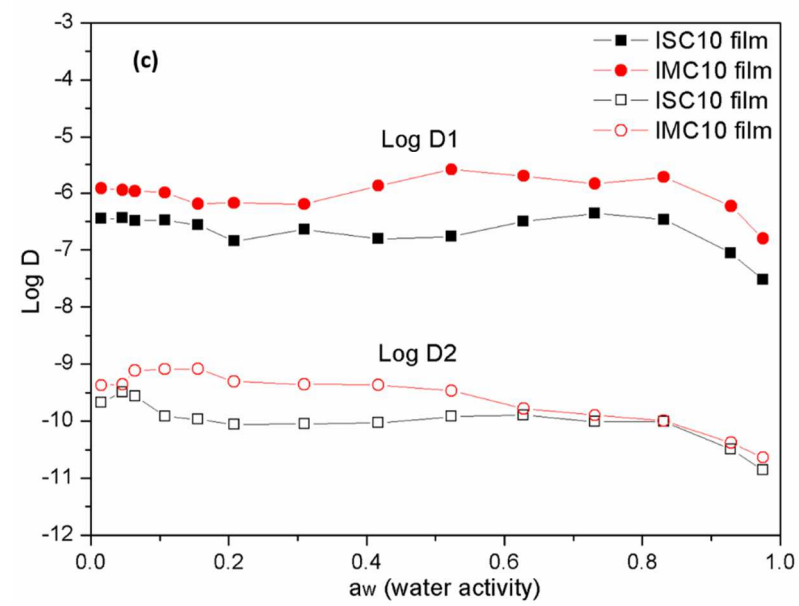 (c)
ISC10 film
IMC10 film
ISC10 film
IMC10 film
Log D1
Log D2
Log D
-3
-4
-5
-6
-7
-8
-9
-10
-11
-12
0.0 0.2 0.4 0.6 0.8 1.0
aw (water activity)